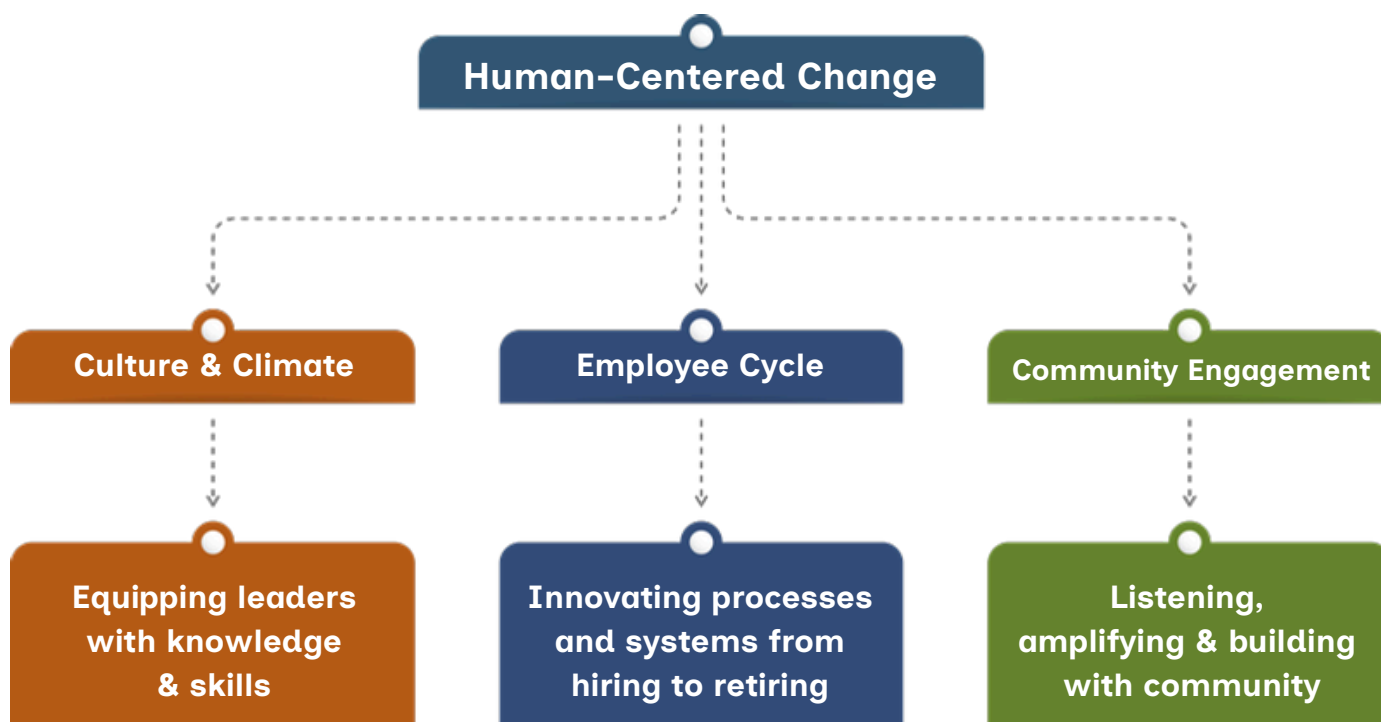 Human-Centered Change
Culture & Climate
Employee Cycle
Community Engagement
Equipping leaders
with knowledge
& skills
Innovating processes
and systems from
hiring to retiring
Listening,
amplifying & building
with community